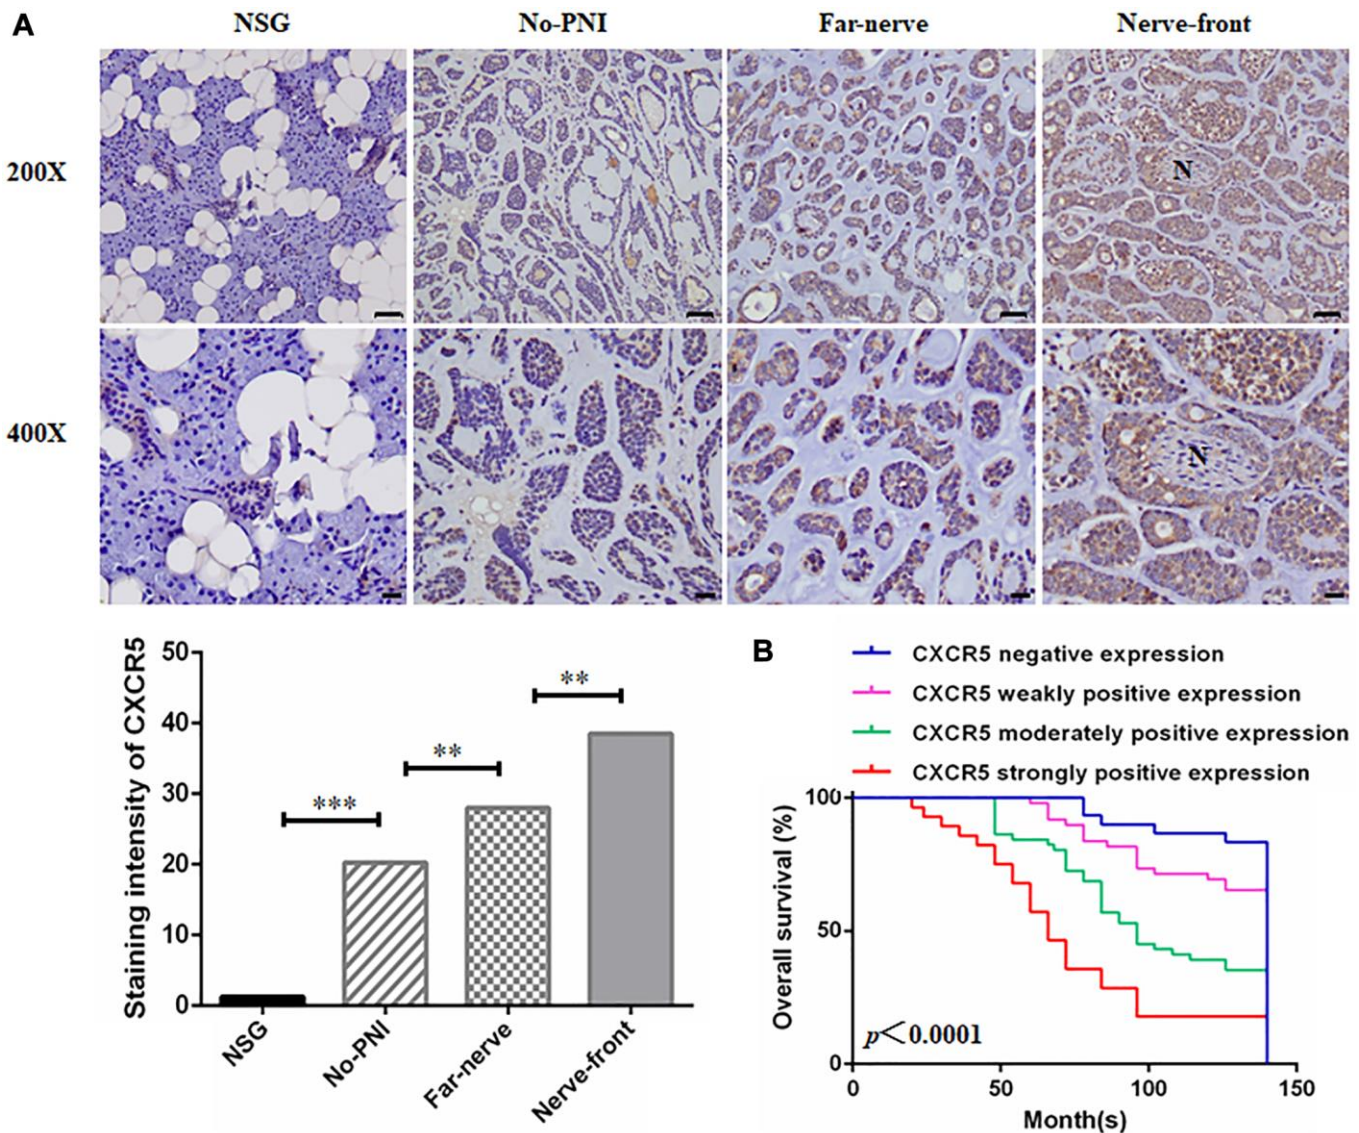 A
NSG
No-PNI
Far-nerve
Nerve-front
200X
N
400X
N
Staining intensity of CXCR5
50
40
30
20
10
0
***
**
**
NSG
No-PNI
Far-nerve
Nerve-front
B
CXCR5 negative expression
CXCR5 weakly positive expression
CXCR5 moderately positive expression
CXCR5 strongly positive expression
Overall survival (%)
100
50
0
p<0.0001
0
50
100
150
Month(s)